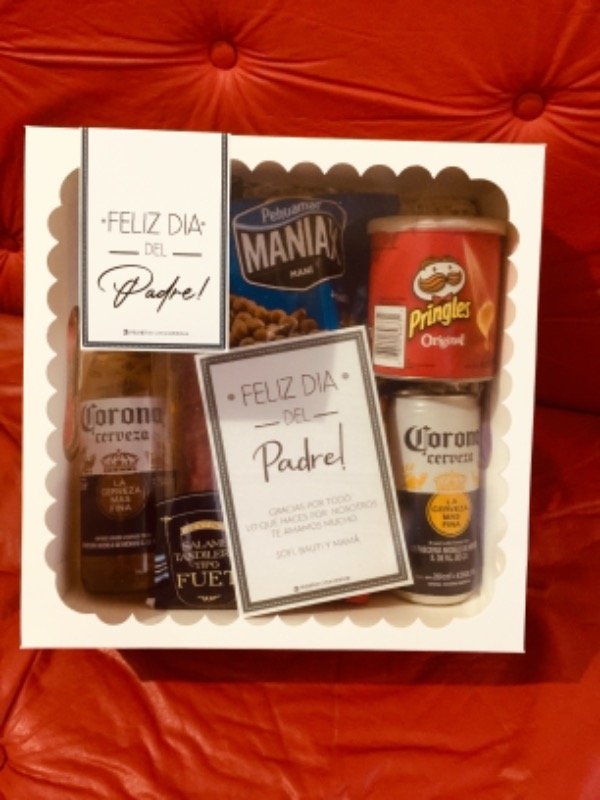 ·FELIZ DIA·
DEL
Padre!
Pehuamar
MANIAX
MANÍ
Pringles
Original
·FELIZ DIA·
DEL
Padre!
GRACIAS POR TODO
LO QUE HACES POR NOSOTROS
TE AMAMOS MUCHO
SOFI, BAUTI Y MAMÁ
Corona
cerveza
LA
CERVEZA
MAS
FINA
SALAME
TANDILERO
TIPO
FUET
Corona
cerveza
LA
CERVEZA
MAS
FINA